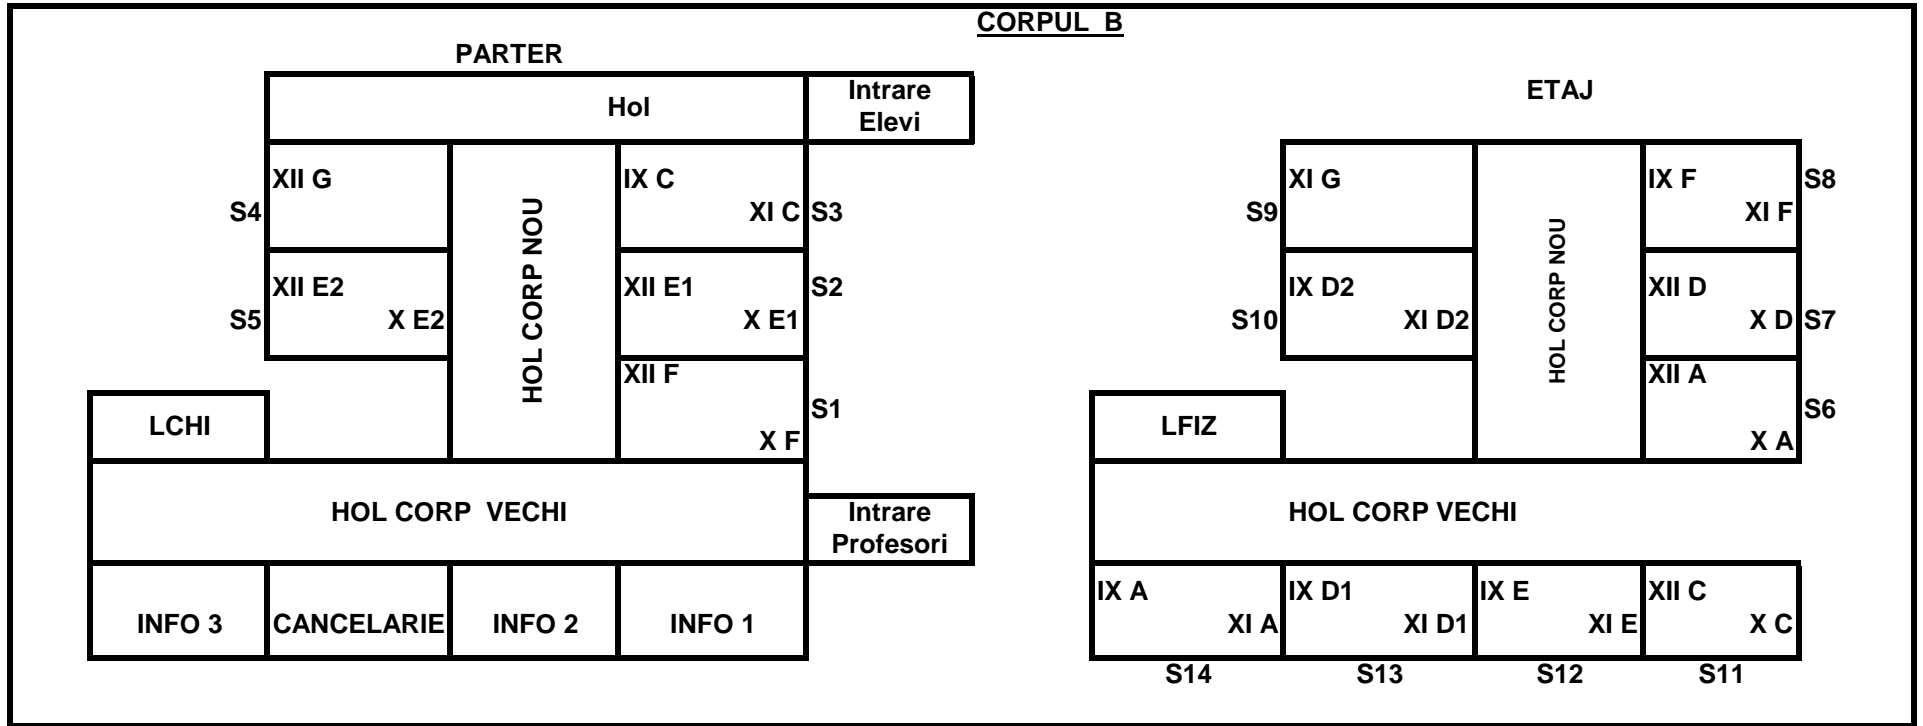 CORPUL B
PARTER
Hol
Intrare
Elevi
XII G
S4
HOL CORP NOU
IX C
XI C
S3
XII E2
X E2
S5
XII E1
X E1
S2
XII F
X F
S1
LCHI
HOL CORP VECHI
Intrare
Profesori
INFO 3
CANCELARIE
INFO 2
INFO 1
ETAJ
XI G
S9
HOL CORP NOU
IX F
XI F
S8
IX D2
XI D2
S10
XII D
X D
S7
XII A
X A
S6
LFIZ
HOL CORP VECHI
IX A
XI A
IX D1
XI D1
IX E
XI E
XII C
X C
S14
S13
S12
S11